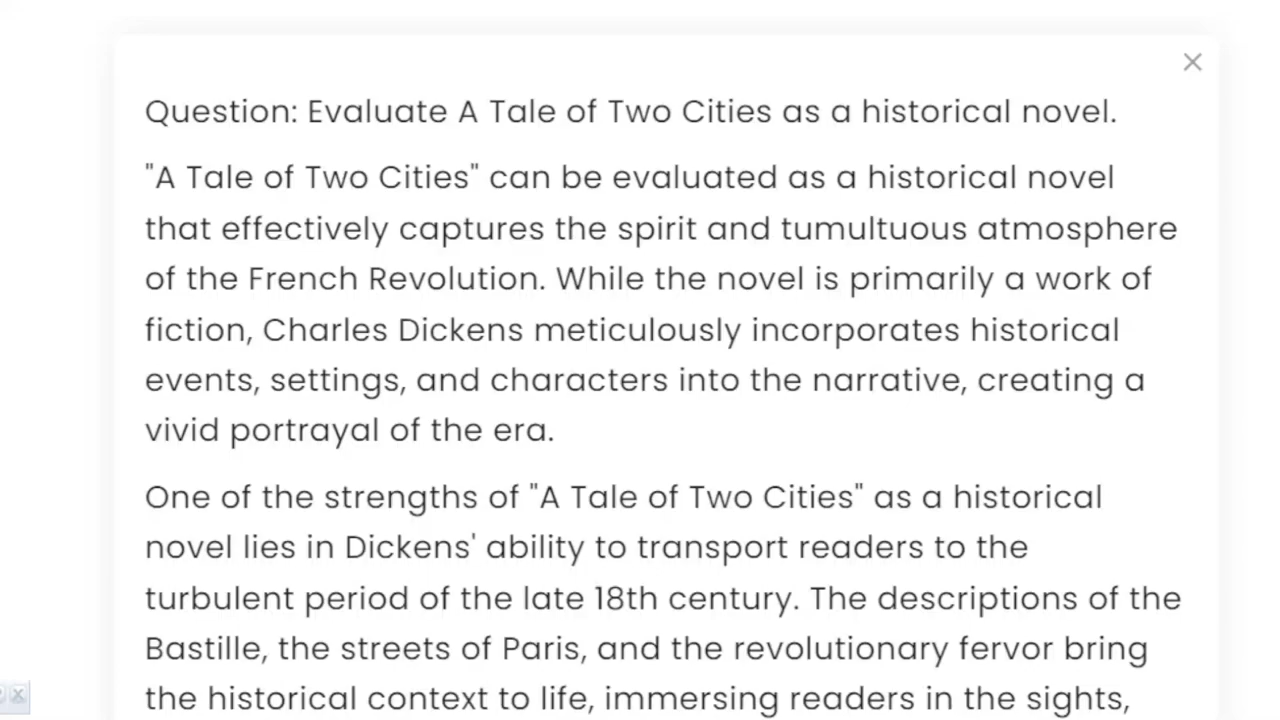 Question: Evaluate A Tale of Two Cities as a historical novel.
"A Tale of Two Cities" can be evaluated as a historical novel
that effectively captures the spirit and tumultuous atmosphere
of the French Revolution. While the novel is primarily a work of
fiction, Charles Dickens meticulously incorporates historical
events, settings, and characters into the narrative, creating a
vivid portrayal of the era.
One of the strengths of "A Tale of Two Cities" as a historical
novel lies in Dickens' ability to transport readers to the
turbulent period of the late 18th century. The descriptions of the
Bastille, the streets of Paris, and the revolutionary fervor bring
the historical context to life, immersing readers in the sights,